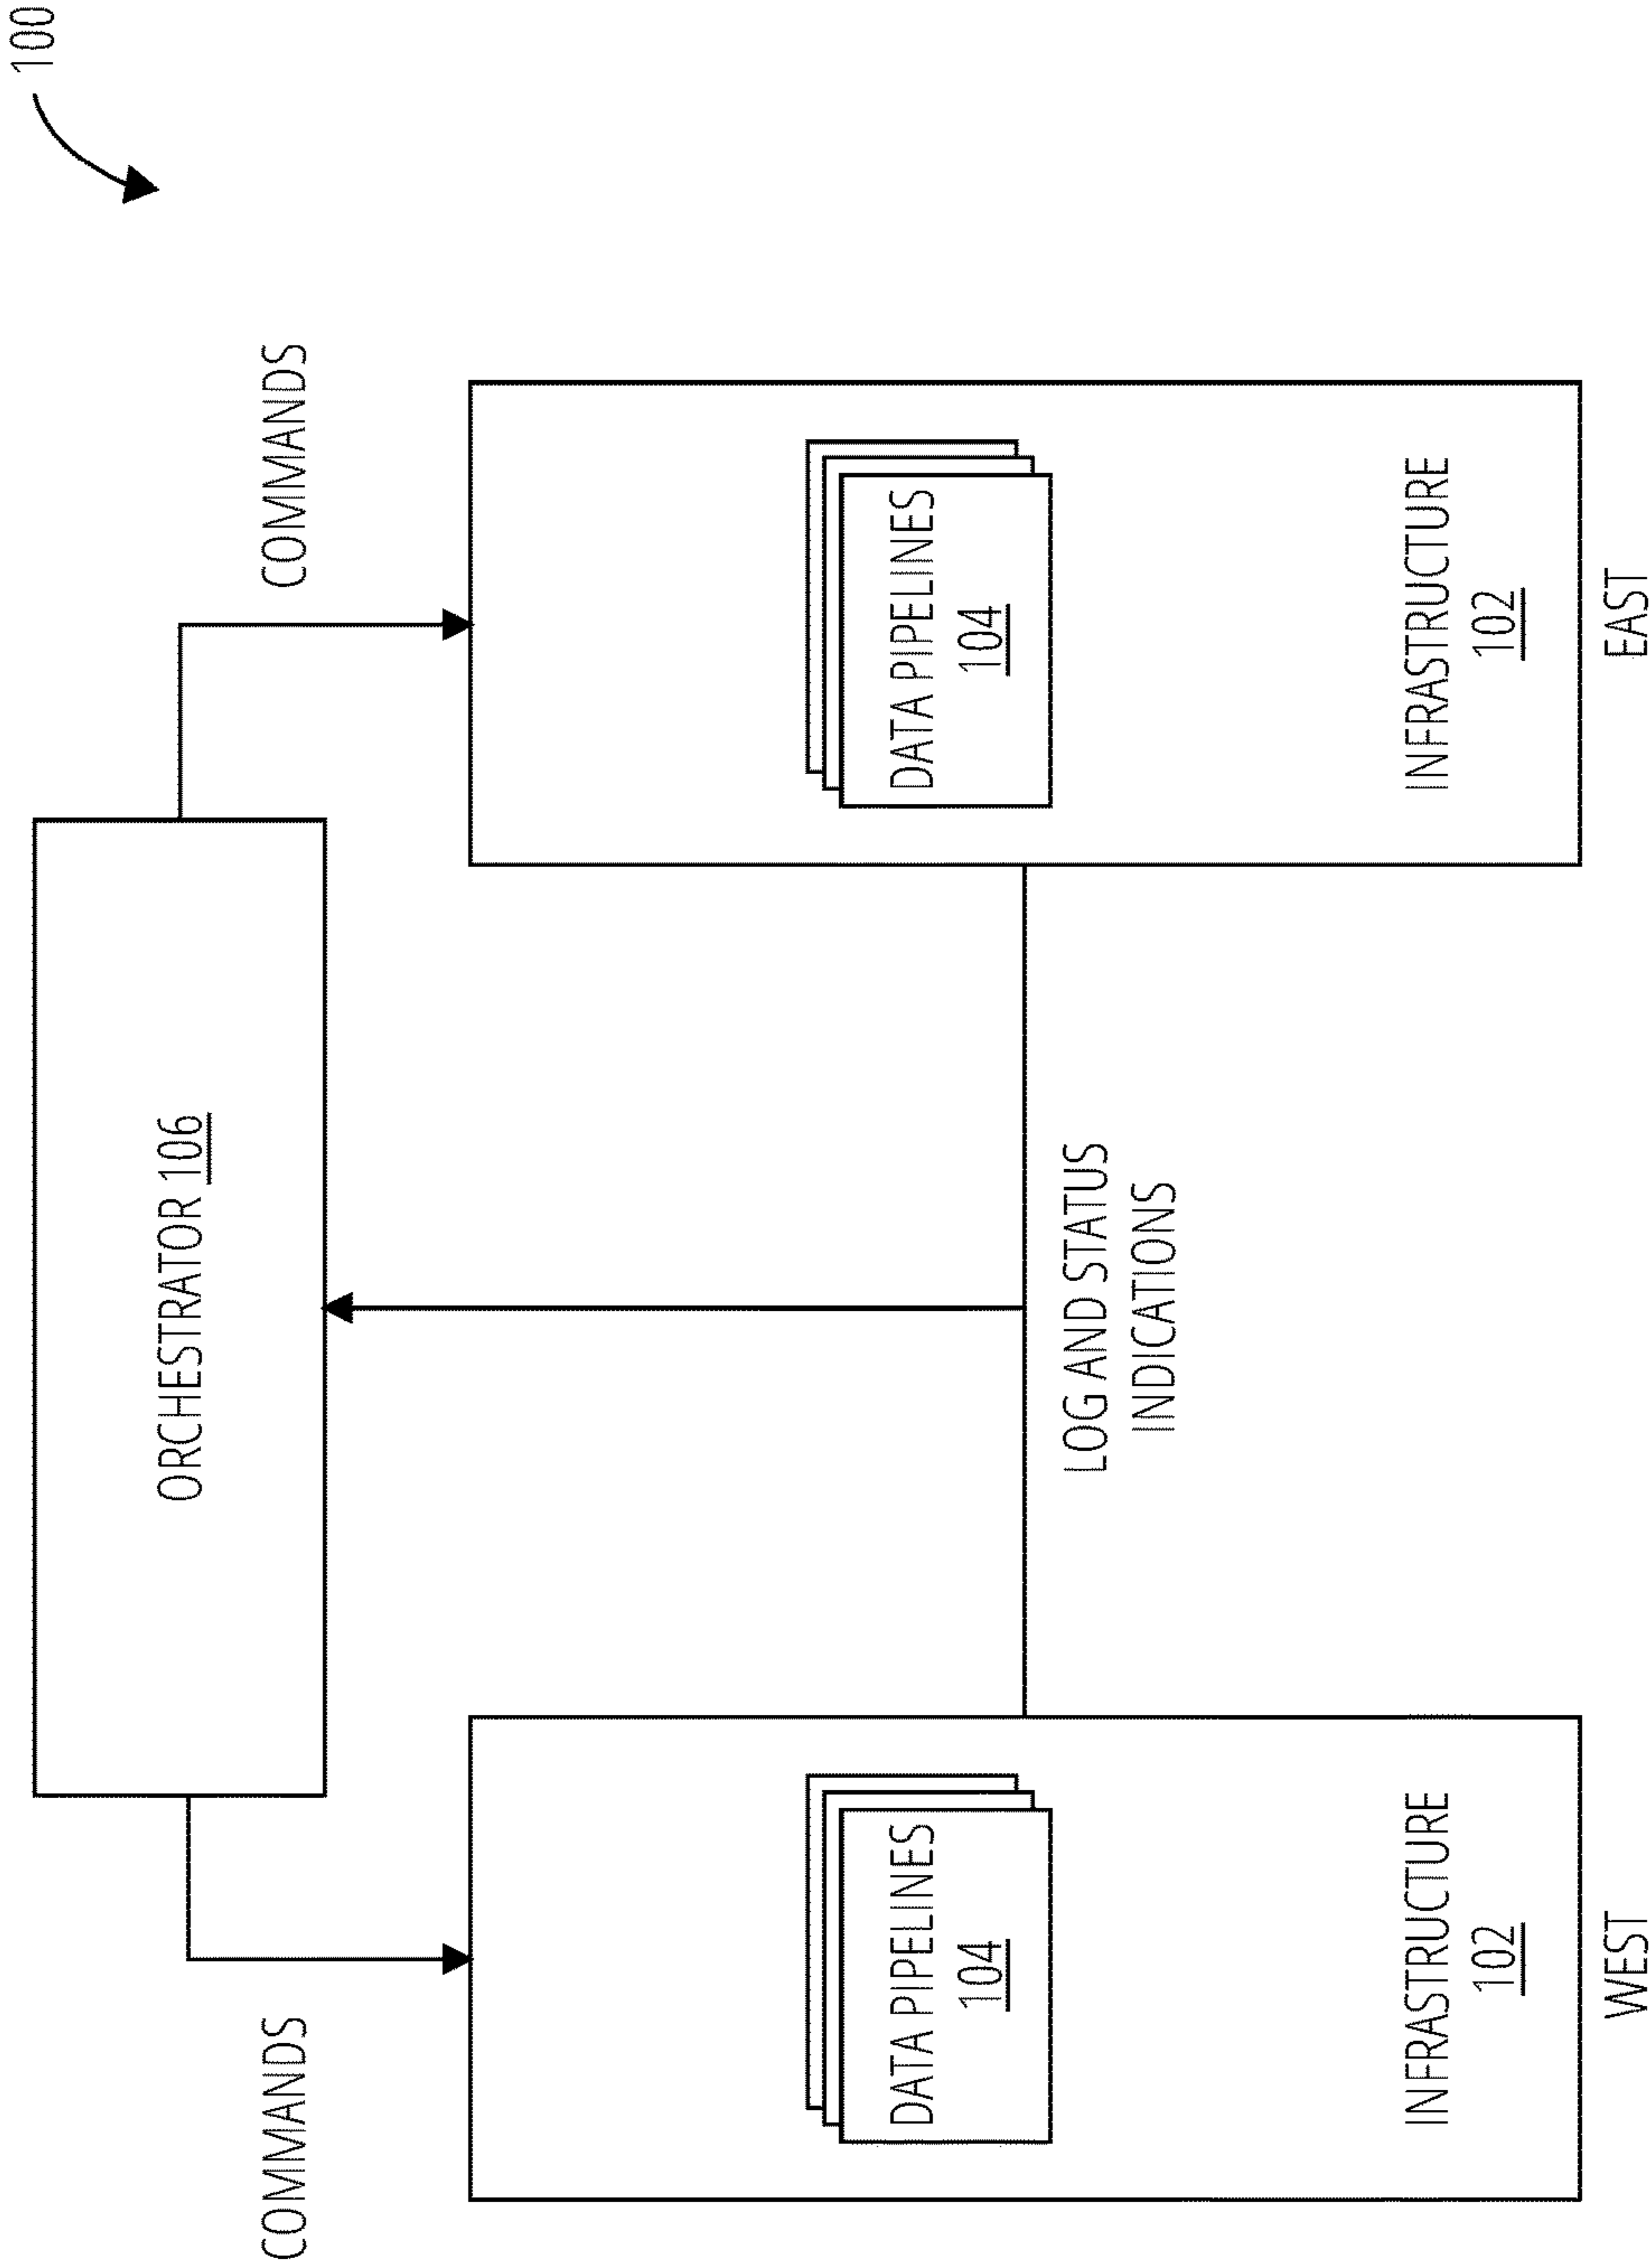 100
ORCHESTRATOR 106
COMMANDS
COMMANDS
DATA PIPELINES
104
DATA PIPELINES
104
LOG AND STATUS
INDICATIONS
INFRASTRUCTURE
102
INFRASTRUCTURE
102
WEST
EAST